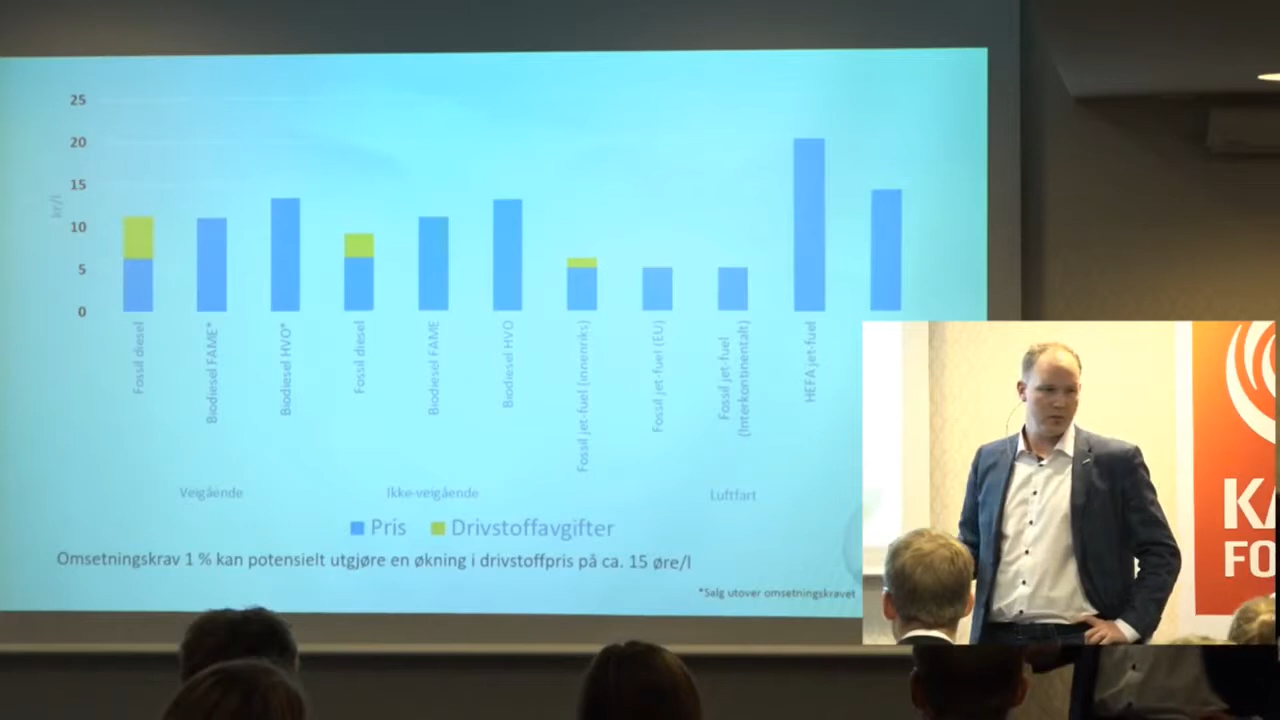 25
20
15
10
5
0
kr/l
Fossil diesel
Biodiesel FAME*
Biodiesel HVO*
Fossil diesel
Biodiesel FAME
Biodiesel HVO
Fossil jet-fuel (innenriks)
Fossil jet-fuel (EU)
Fossil jet-fuel
(Interkontinentalt)
HEFA jet-fuel
Veigående
Ikke-veigående
Luftfart
Pris
Drivstoffavgifter
Omsetningskrav 1 % kan potensielt utgjøre en økning i drivstoffpris på ca. 15 øre/l
*Salg utover omsetningskravet